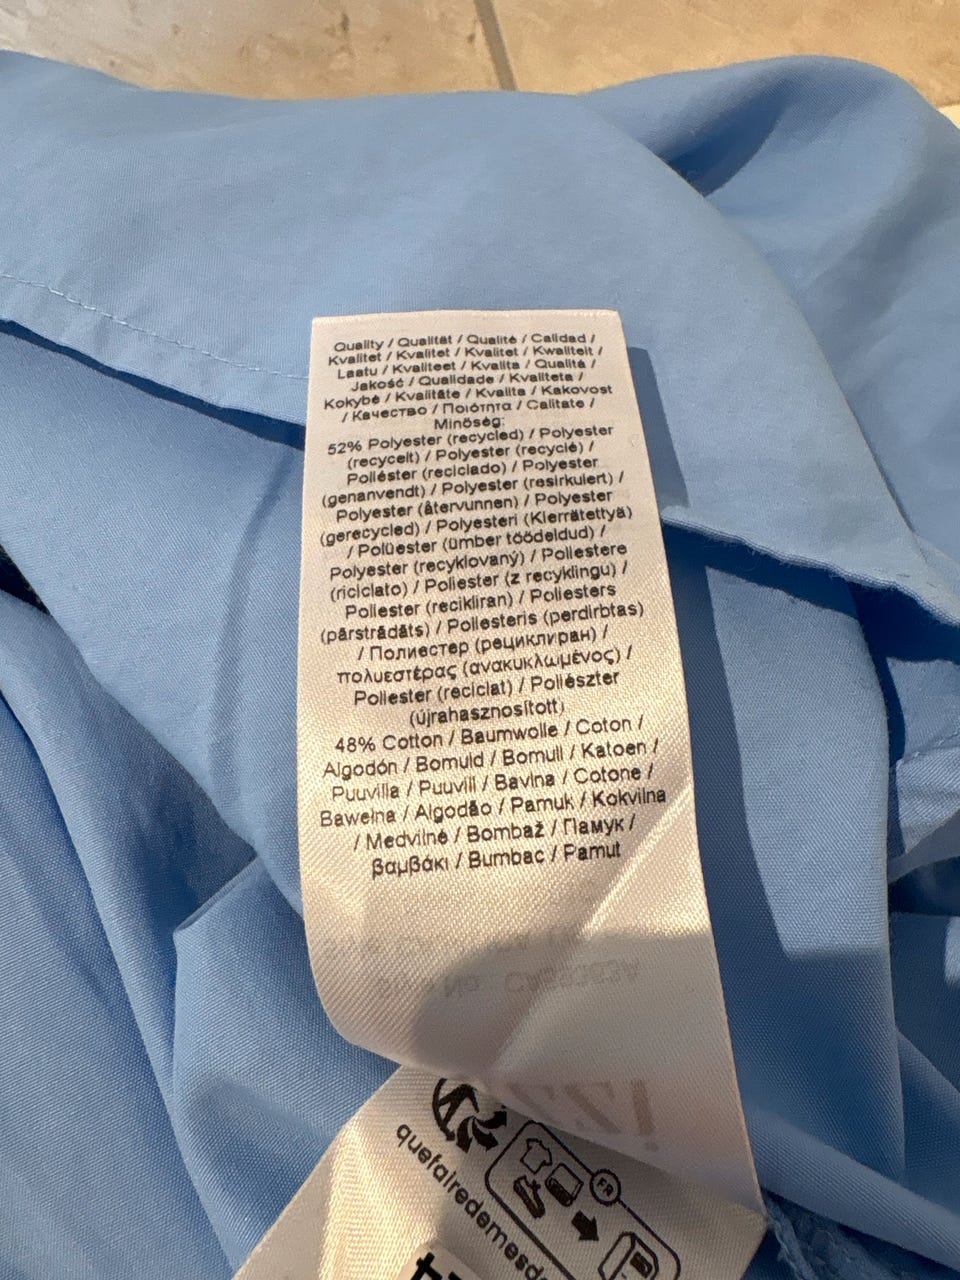 Quality / Qualität / Qualité / Calidad /
Kvalitet / Kvalitet / Kvalitet / Kwaliteit /
Laatu / Kvaliteet / Kvalita / Qualità /
Jakość / Qualidade / Kvaliteta /
Kokybė / Kvalitāte / Kvalita / Kakovost
/ Качество / Ποιότητα / Calitate /
Minőség:
52% Polyester (recycled) / Polyester
(recycelt) / Polyester (recyclé) /
Poliéster (reciclado) / Polyester
(genanvendt) / Polyester (resirkulert) /
Polyester (återvunnen) / Polyester
(gerecycled) / Polyesteri (Kierrätettyä)
/ Polüester (ümber töödeldud) /
Polyester (recyklovaný) / Poliestere
(riciclato) / Poliester (z recyklingu) /
Poliester (recikliran) / Poliesters
(pārstrādāts) / Poliesteris (perdirbtas)
/ Полиестер (рециклиран) /
πολυεστέρας (ανακυκλωμένος) /
Poliester (reciclat) / Poliészter
(újrahasznosított)
48% Cotton / Baumwolle / Coton /
Algodón / Bomuld / Bomull / Katoen /
Puuvilla / Puuvill / Bavlna / Cotone /
Bawełna / Algodão / Pamuk / Kokvilna
/ Medvilnė / Bombaž / Памук /
βαμβάκι / Bumbac / Pamut
FR
quefairedemesde